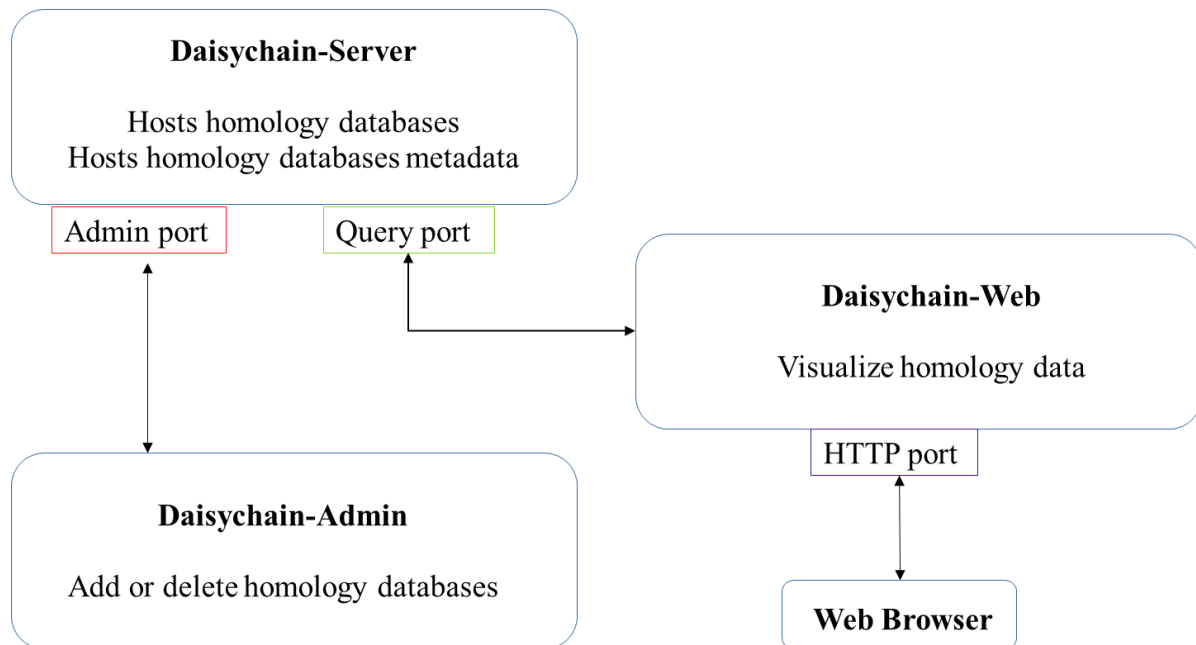 Daisychain-Server
Hosts homology databases
Hosts homology databases metadata
Admin port
Query port
Daisychain-Web
Visualize homology data
HTTP port
Daisychain-Admin
Add or delete homology databases
Web Browser